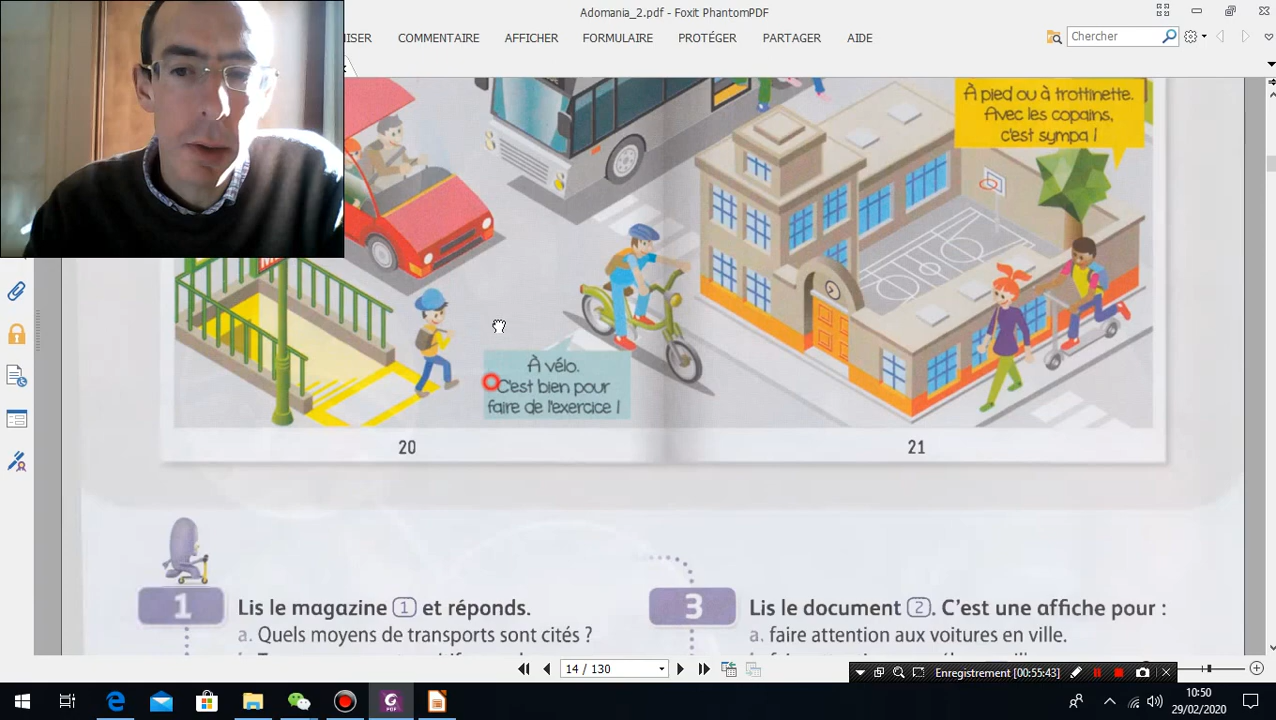 Adomania_2.pdf - Foxit PhantomPDF
ISER COMMENTAIRE AFFICHER FORMULAIRE PROTÉGER PARTAGER AIDE
Chercher
À pied ou à trottinette.
Avec les copains,
c'est sympa !
À vélo.
C'est bien pour
faire de l'exercice !
20
21
1 Lis le magazine 1 et réponds.
a. Quels moyens de transports sont cités ?
3 Lis le document 2. C'est une affiche pour :
a. faire attention aux voitures en ville.
14 / 130
Enregistrement (00:55:43)
10:50
29/02/2020